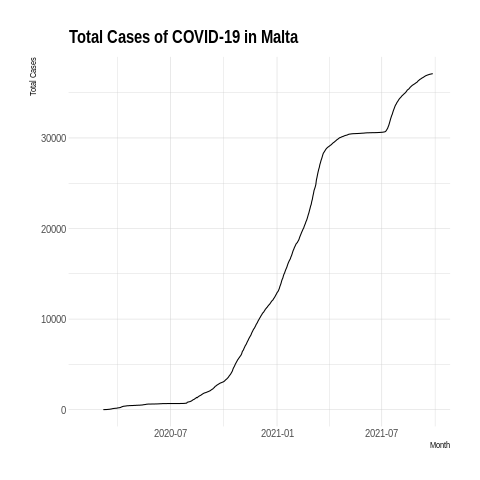 Total Cases of COVID-19 in Malta
Total Cases
30000
20000
10000
0
2020-07
2021-01
2021-07
Month